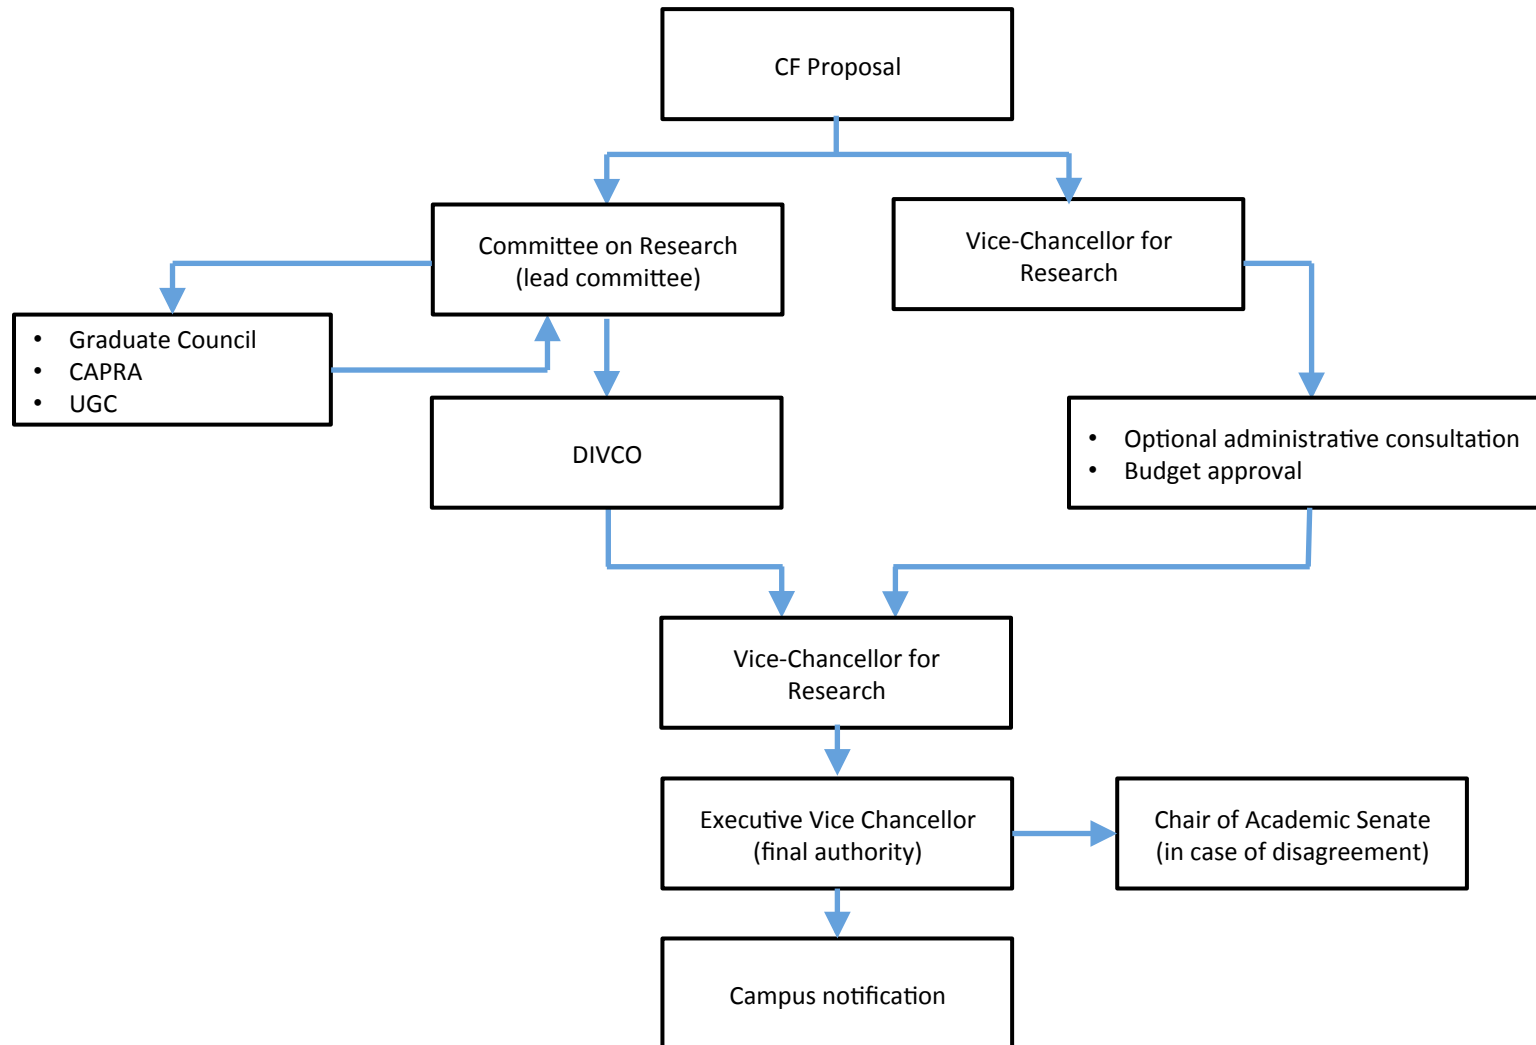 CF Proposal
Committee on Research
(lead committee)
Vice-Chancellor for
Research
• Graduate Council
• CAPRA
• UGC
DIVCO
• Optional administrative consultation
• Budget approval
Vice-Chancellor for
Research
Executive Vice Chancellor
(final authority)
Chair of Academic Senate
(in case of disagreement)
Campus notification